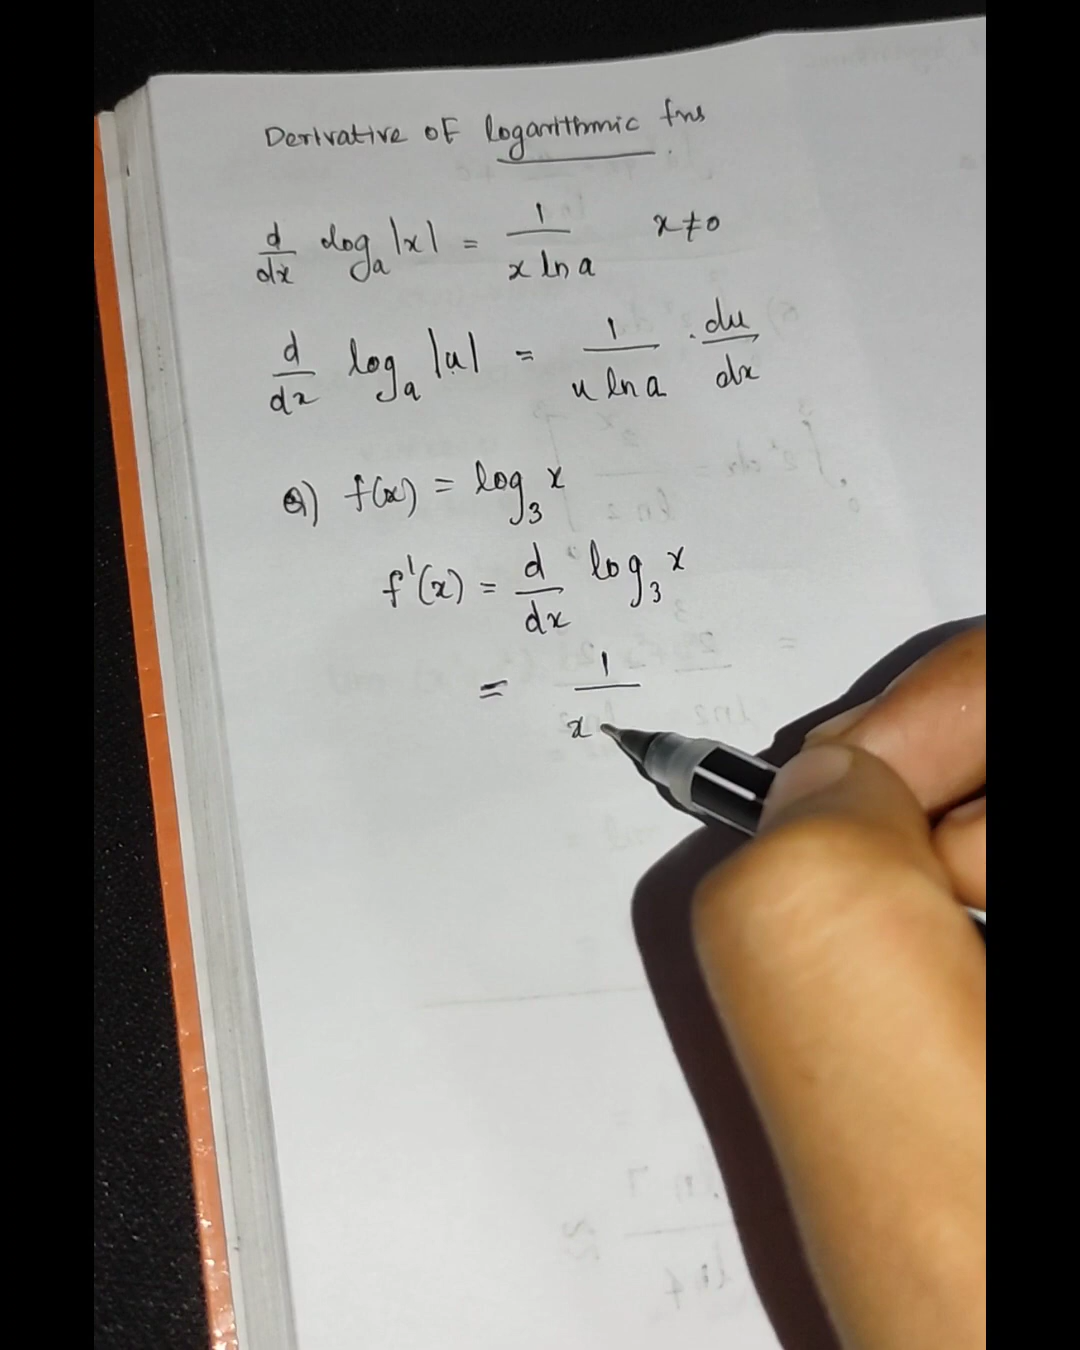 Derivative of logarithmic fns
d/dx log_a |x| = 1/(x ln a) x ≠ 0
d/dx log_a |u| = 1/(u ln a) · du/dx
Q) f(x) = log_3 x
f'(x) = d/dx log_3 x
= 1/x